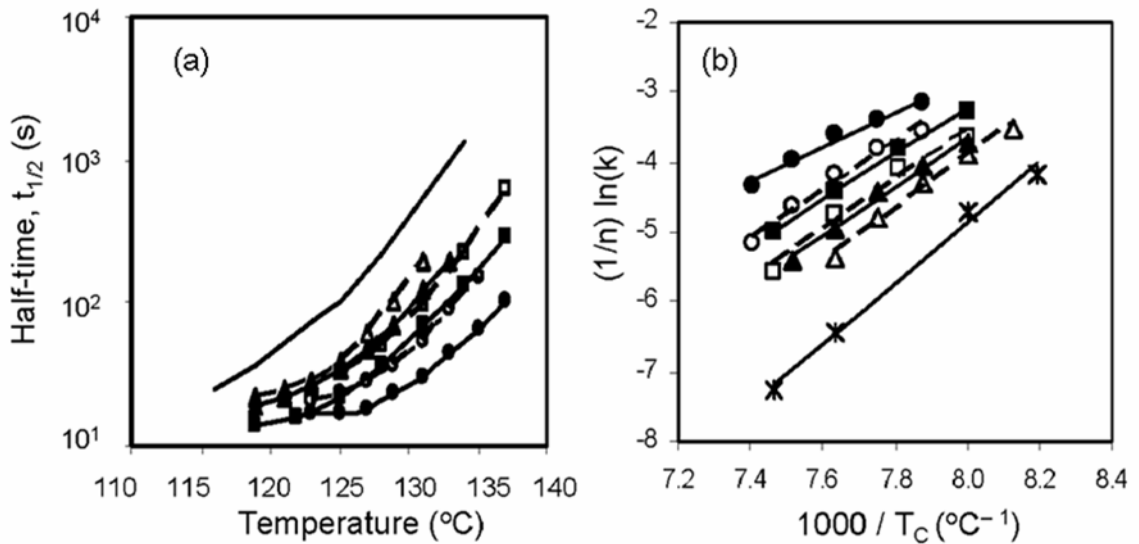 (a)
10⁴
10³
10²
10¹
Half-time, t1/2 (s)
110 115 120 125 130 135 140
Temperature (°C)
(b)
-2
-3
-4
-5
-6
-7
-8
(1/n) ln(k)
7.2 7.4 7.6 7.8 8.0 8.2 8.4
1000 / TC (°C⁻¹)